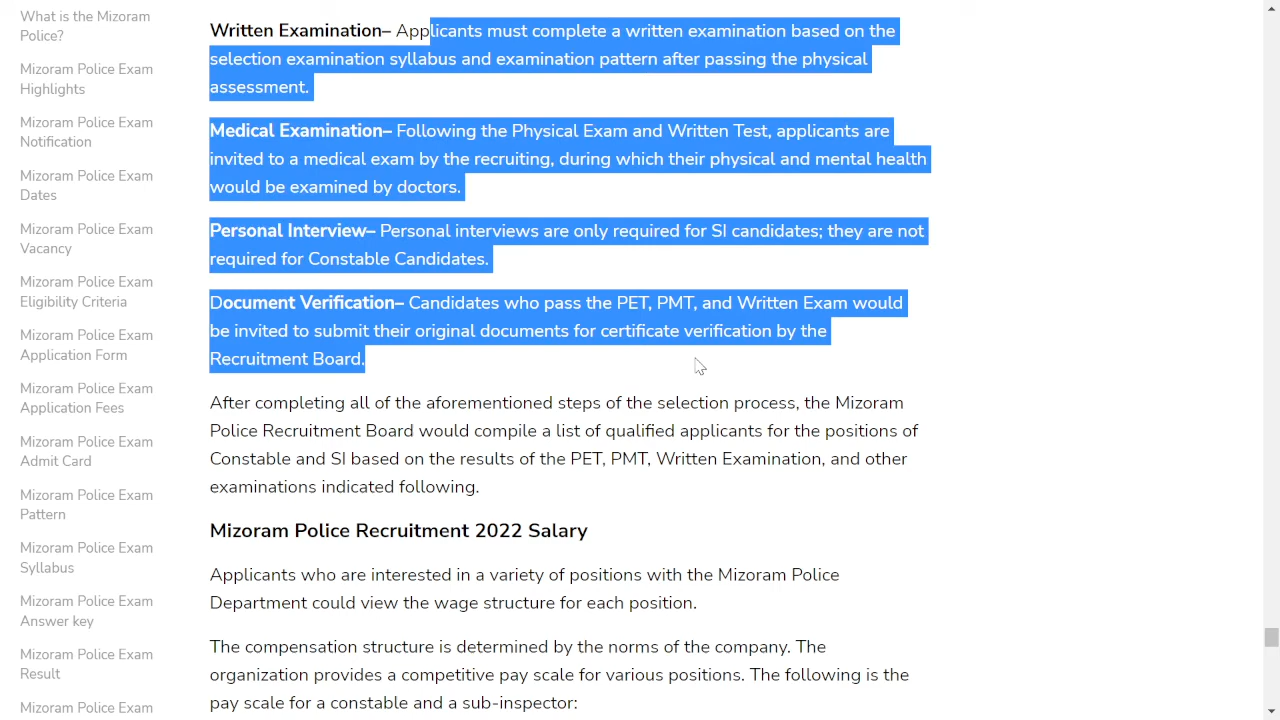 What is the Mizoram
Police?
Mizoram Police Exam
Highlights
Mizoram Police Exam
Notification
Mizoram Police Exam
Dates
Mizoram Police Exam
Vacancy
Mizoram Police Exam
Eligibility Criteria
Mizoram Police Exam
Application Form
Mizoram Police Exam
Application Fees
Mizoram Police Exam
Admit Card
Mizoram Police Exam
Pattern
Mizoram Police Exam
Syllabus
Mizoram Police Exam
Answer key
Mizoram Police Exam
Result
Mizoram Police Exam
Written Examination– Applicants must complete a written examination based on the
selection examination syllabus and examination pattern after passing the physical
assessment.
Medical Examination– Following the Physical Exam and Written Test, applicants are
invited to a medical exam by the recruiting, during which their physical and mental health
would be examined by doctors.
Personal Interview– Personal interviews are only required for SI candidates; they are not
required for Constable Candidates.
Document Verification– Candidates who pass the PET, PMT, and Written Exam would
be invited to submit their original documents for certificate verification by the
Recruitment Board.
After completing all of the aforementioned steps of the selection process, the Mizoram
Police Recruitment Board would compile a list of qualified applicants for the positions of
Constable and SI based on the results of the PET, PMT, Written Examination, and other
examinations indicated following.
Mizoram Police Recruitment 2022 Salary
Applicants who are interested in a variety of positions with the Mizoram Police
Department could view the wage structure for each position.
The compensation structure is determined by the norms of the company. The
organization provides a competitive pay scale for various positions. The following is the
pay scale for a constable and a sub-inspector: